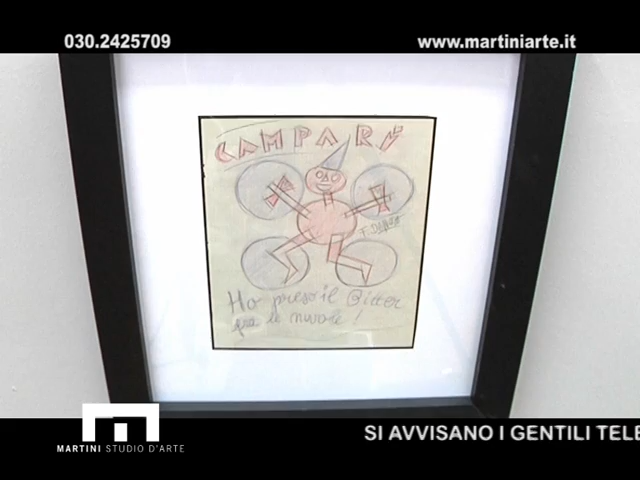 030.2425709
www.martiniarte.it
CAMPARI
Ho preso il Bitter
fra le nuvole !
MARTINI STUDIO D'ARTE
SI AVVISANO I GENTILI TELE